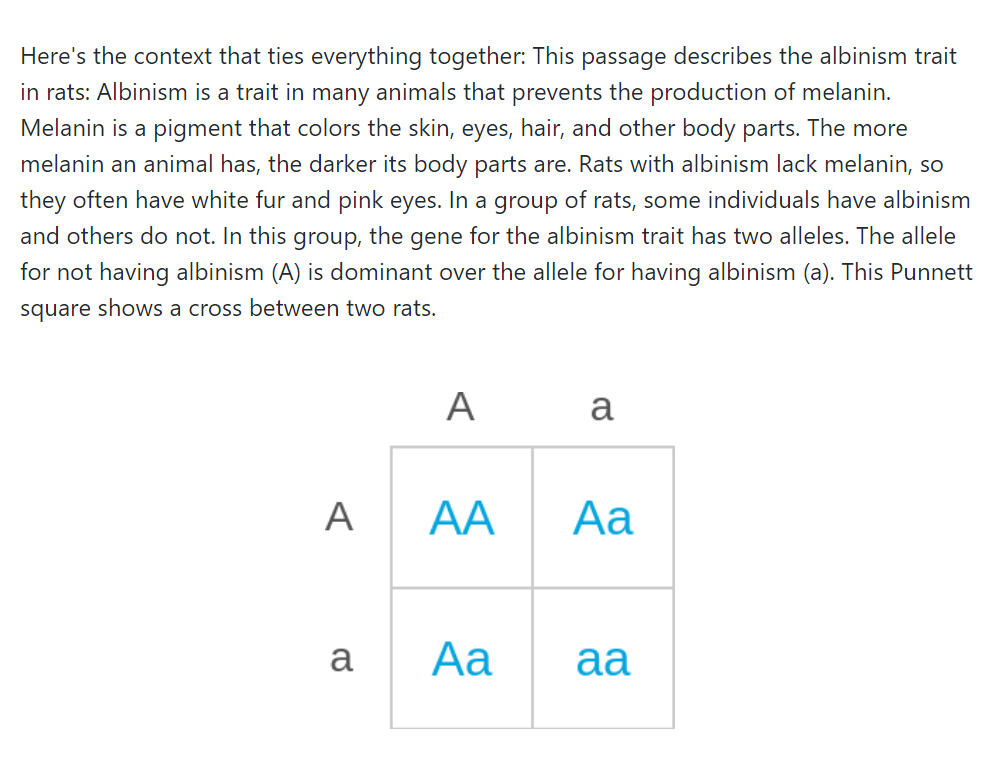 Here's the context that ties everything together: This passage describes the albinism trait
in rats: Albinism is a trait in many animals that prevents the production of melanin.
Melanin is a pigment that colors the skin, eyes, hair, and other body parts. The more
melanin an animal has, the darker its body parts are. Rats with albinism lack melanin, so
they often have white fur and pink eyes. In a group of rats, some individuals have albinism
and others do not. In this group, the gene for the albinism trait has two alleles. The allele
for not having albinism (A) is dominant over the allele for having albinism (a). This Punnett
square shows a cross between two rats.
A a
A AA Aa
a Aa aa